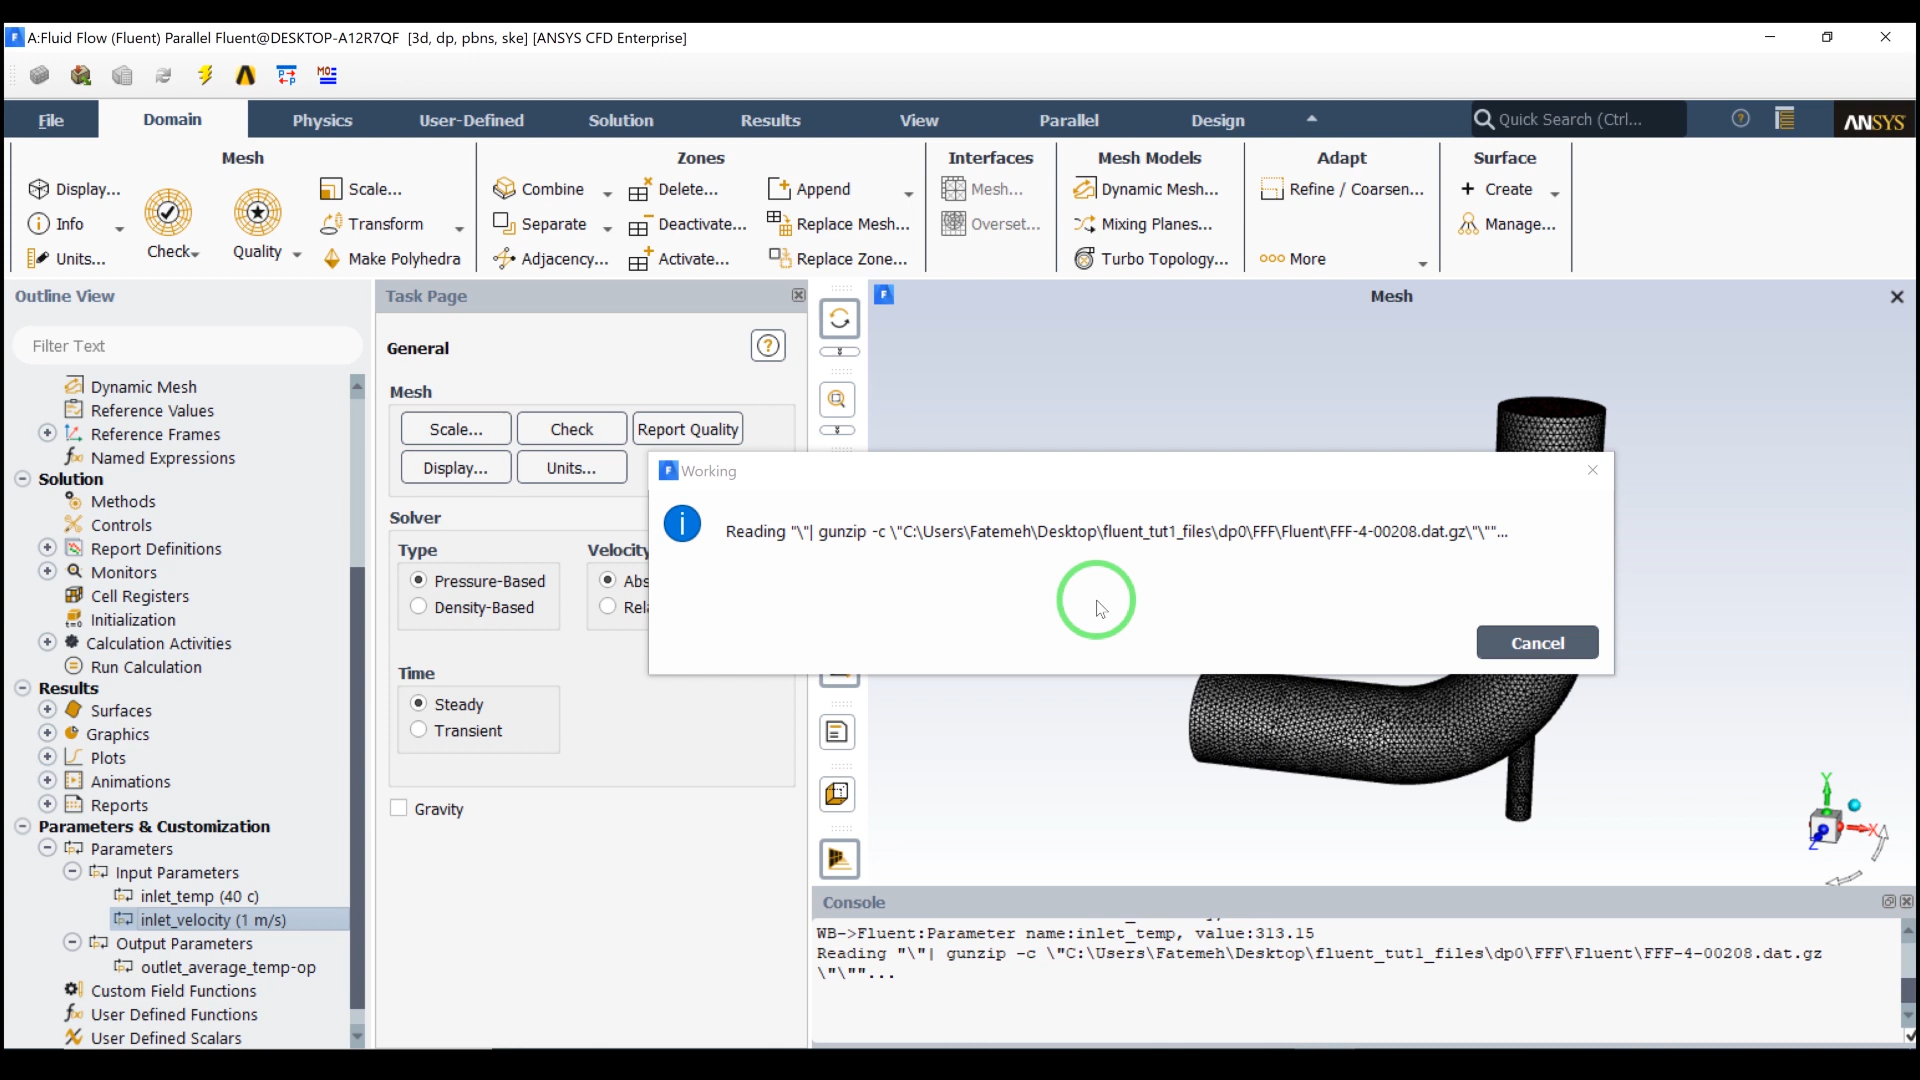 A:Fluid Flow (Fluent) Parallel Fluent@DESKTOP-A12R7QF [3d, dp, pbns, ske] [ANSYS CFD Enterprise]
File
Domain
Physics
User-Defined
Solution
Results
View
Parallel
Design
Quick Search (Ctrl...
ANSYS
Mesh
Display...
Info
Units...
Check
Quality
Scale...
Transform
Make Polyhedra
Zones
Combine
Separate
Adjacency...
Delete...
Deactivate...
Activate...
Append
Replace Mesh...
Replace Zone...
Interfaces
Mesh...
Overset...
Mesh Models
Dynamic Mesh...
Mixing Planes...
Turbo Topology...
Adapt
Refine / Coarsen...
More
Surface
Create
Manage...
Outline View
Filter Text
Dynamic Mesh
Reference Values
Reference Frames
Named Expressions
Solution
Methods
Controls
Report Definitions
Monitors
Cell Registers
Initialization
Calculation Activities
Run Calculation
Results
Surfaces
Graphics
Plots
Animations
Reports
Parameters & Customization
Parameters
Input Parameters
inlet_temp (40 c)
inlet_velocity (1 m/s)
Output Parameters
outlet_average_temp-op
Custom Field Functions
User Defined Functions
User Defined Scalars
Task Page
General
Mesh
Scale...
Check
Report Quality
Display...
Units...
Solver
Type
Pressure-Based
Density-Based
Velocity
Abs
Rel
Time
Steady
Transient
Gravity
Mesh
Working
Reading "\"| gunzip -c \"C:\Users\Fatemeh\Desktop\fluent_tut1_files\dp0\FFF\Fluent\FFF-4-00208.dat.gz\"\""...
Cancel
Y
X
Z
Console
WB->Fluent:Parameter name:inlet_temp, value:313.15
Reading "\"| gunzip -c \"C:\Users\Fatemeh\Desktop\fluent_tut1_files\dp0\FFF\Fluent\FFF-4-00208.dat.gz
\"\""...